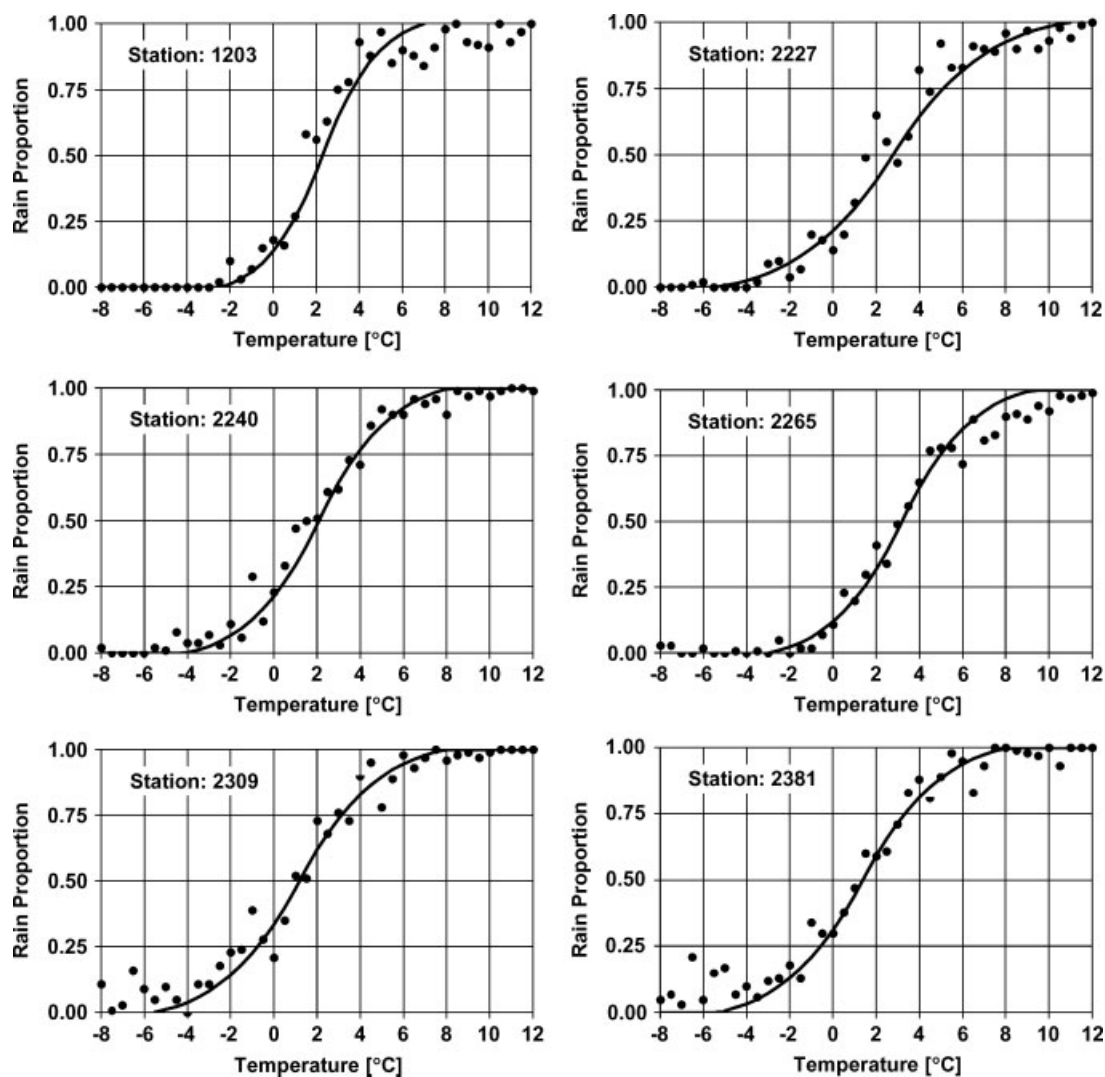 1.00
0.75
0.50
0.25
0.00
Rain Proportion
Station: 1203
-8 -6 -4 -2 0 2 4 6 8 10 12
Temperature [°C]
1.00
0.75
0.50
0.25
0.00
Rain Proportion
Station: 2227
-8 -6 -4 -2 0 2 4 6 8 10 12
Temperature [°C]
1.00
0.75
0.50
0.25
0.00
Rain Proportion
Station: 2240
-8 -6 -4 -2 0 2 4 6 8 10 12
Temperature [°C]
1.00
0.75
0.50
0.25
0.00
Rain Proportion
Station: 2265
-8 -6 -4 -2 0 2 4 6 8 10 12
Temperature [°C]
1.00
0.75
0.50
0.25
0.00
Rain Proportion
Station: 2309
-8 -6 -4 -2 0 2 4 6 8 10 12
Temperature [°C]
1.00
0.75
0.50
0.25
0.00
Rain Proportion
Station: 2381
-8 -6 -4 -2 0 2 4 6 8 10 12
Temperature [°C]